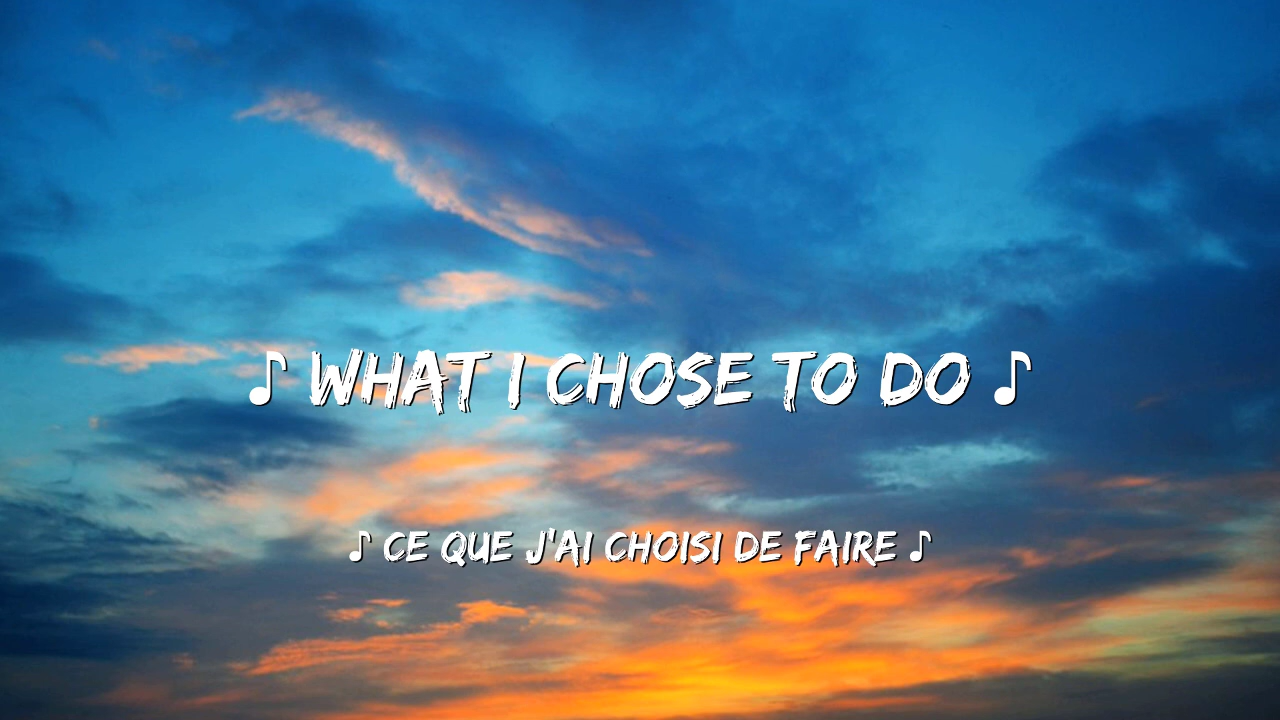 ♪ WHAT I CHOSE TO DO ♪
♪ CE QUE J'AI CHOISI DE FAIRE ♪